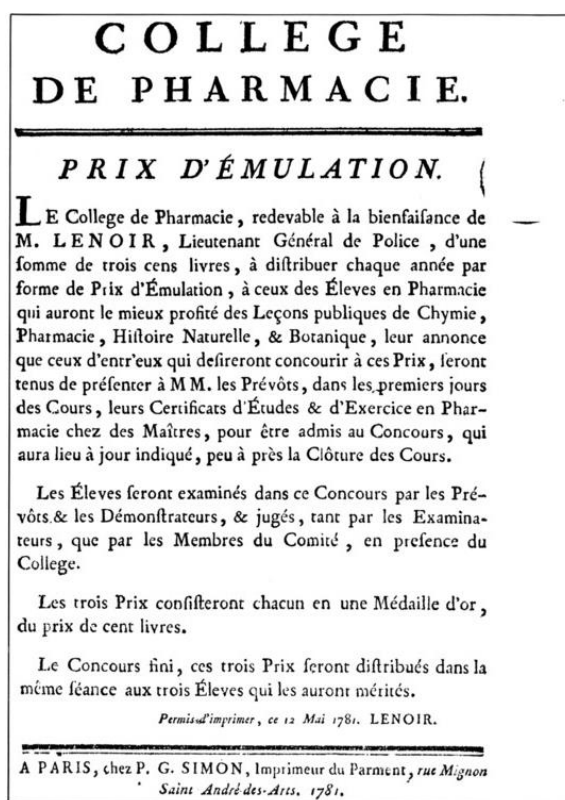 COLLEGE
DE PHARMACIE.
PRIX D'ÉMULATION.
LE College de Pharmacie, redevable à la bienfaiſance de
M. LENOIR, Lieutenant Général de Police, d'une
ſomme de trois cens livres, à diſtribuer chaque année par
forme de Prix d'Émulation, à ceux des Éleves en Pharmacie
qui auront le mieux profité des Leçons publiques de Chymie,
Pharmacie, Hiſtoire Naturelle, & Botanique, leur annonce
que ceux d'entr'eux qui deſireront concourir à ces Prix, ſeront
tenus de préſenter à MM. les Prévôts, dans les premiers jours
des Cours, leurs Certificats d'Études & d'Exercice en Phar-
macie chez des Maîtres, pour être admis au Concours, qui
aura lieu à jour indiqué, peu à près la Clôture des Cours.
Les Éleves ſeront examinés dans ce Concours par les Pré-
vôts & les Démonſtrateurs, & jugés, tant par les Examina-
teurs, que par les Membres du Comité, en preſence du
College.
Les trois Prix conſiſteront chacun en une Médaille d'or,
du prix de cent livres.
Le Concours fini, ces trois Prix ſeront diſtribués dans la
même ſéance aux trois Éleves qui les auront mérités.
Permis d'imprimer, ce 12 Mai 1781. LENOIR.
A PARIS, chez P. G. SIMON, Imprimeur du Parment, rue Mignon
Saint André-des-Arts. 1781.